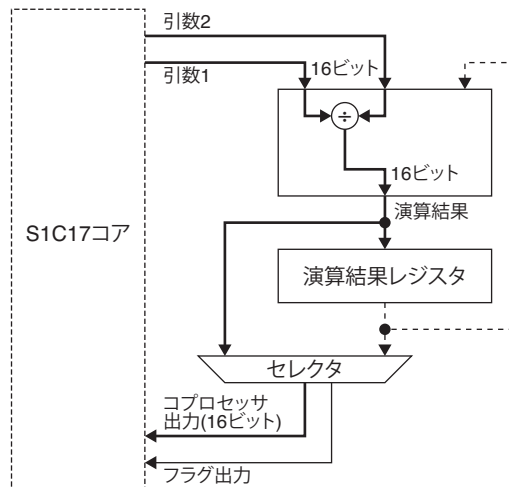 引数2
引数1
16ビット
÷
16ビット
演算結果
S1C17コア
演算結果レジスタ
セレクタ
コプロセッサ
出力(16ビット)
フラグ出力